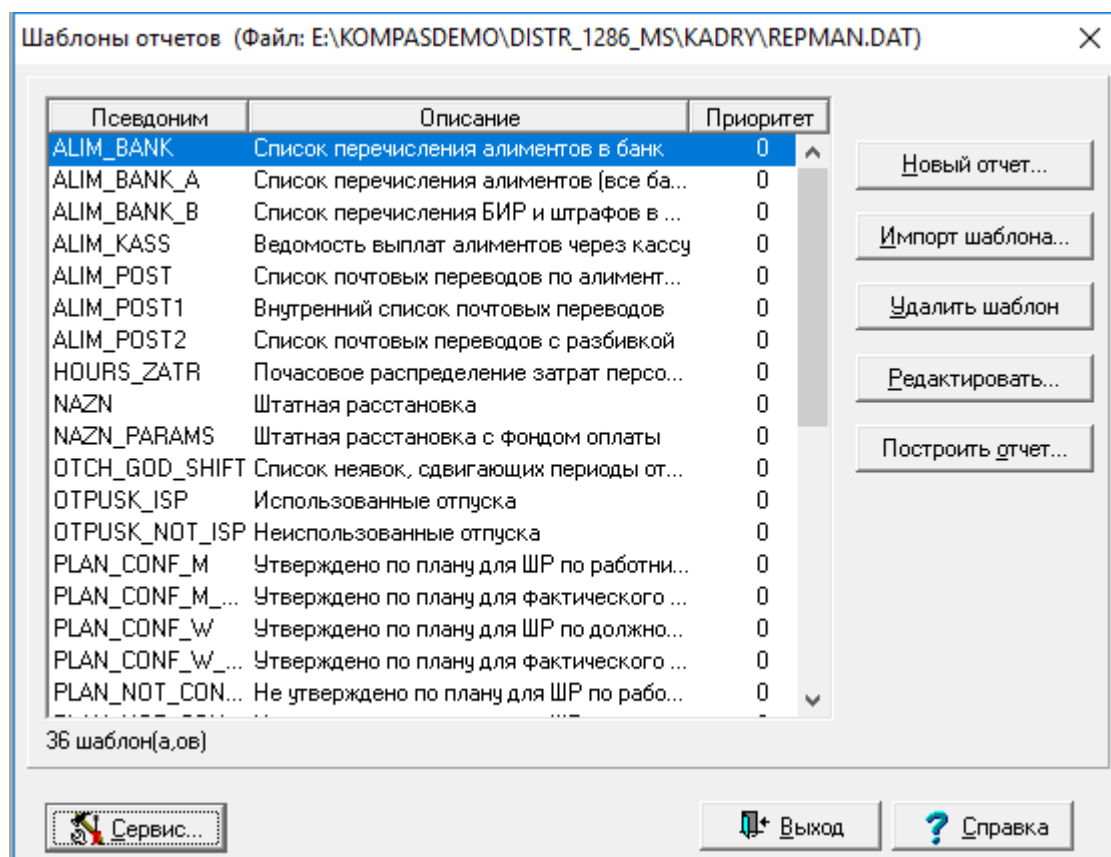 Шаблоны отчетов (Файл: E:\KOMPASDEMO\DISTR_1286_MS\KADRY\REPMAN.DAT)
Псевдоним Описание Приоритет
ALIM_BANK Список перечисления алиментов в банк 0
ALIM_BANK_A Список перечисления алиментов (все ба... 0
ALIM_BANK_B Список перечисления БИР и штрафов в ... 0
ALIM_KASS Ведомость выплат алиментов через кассу 0
ALIM_POST Список почтовых переводов по алимент... 0
ALIM_POST1 Внутренний список почтовых переводов 0
ALIM_POST2 Список почтовых переводов с разбивкой 0
HOURS_ZATR Почасовое распределение затрат персо... 0
NAZN Штатная расстановка 0
NAZN_PARAMS Штатная расстановка с фондом оплаты 0
OTCH_GOD_SHIFT Список неявок, сдвигающих периоды от... 0
OTPUSK_ISP Использованные отпуска 0
OTPUSK_NOT_ISP Неиспользованные отпуска 0
PLAN_CONF_M Утверждено по плану для ШР по работни... 0
PLAN_CONF_M_... Утверждено по плану для фактического ... 0
PLAN_CONF_W Утверждено по плану для ШР по должно... 0
PLAN_CONF_W_... Утверждено по плану для фактического ... 0
PLAN_NOT_CON... Не утверждено по плану для ШР по рабо... 0
36 шаблон(а,ов)
Новый отчет...
Импорт шаблона...
Удалить шаблон
Редактировать...
Построить отчет...
Сервис...
Выход
Справка